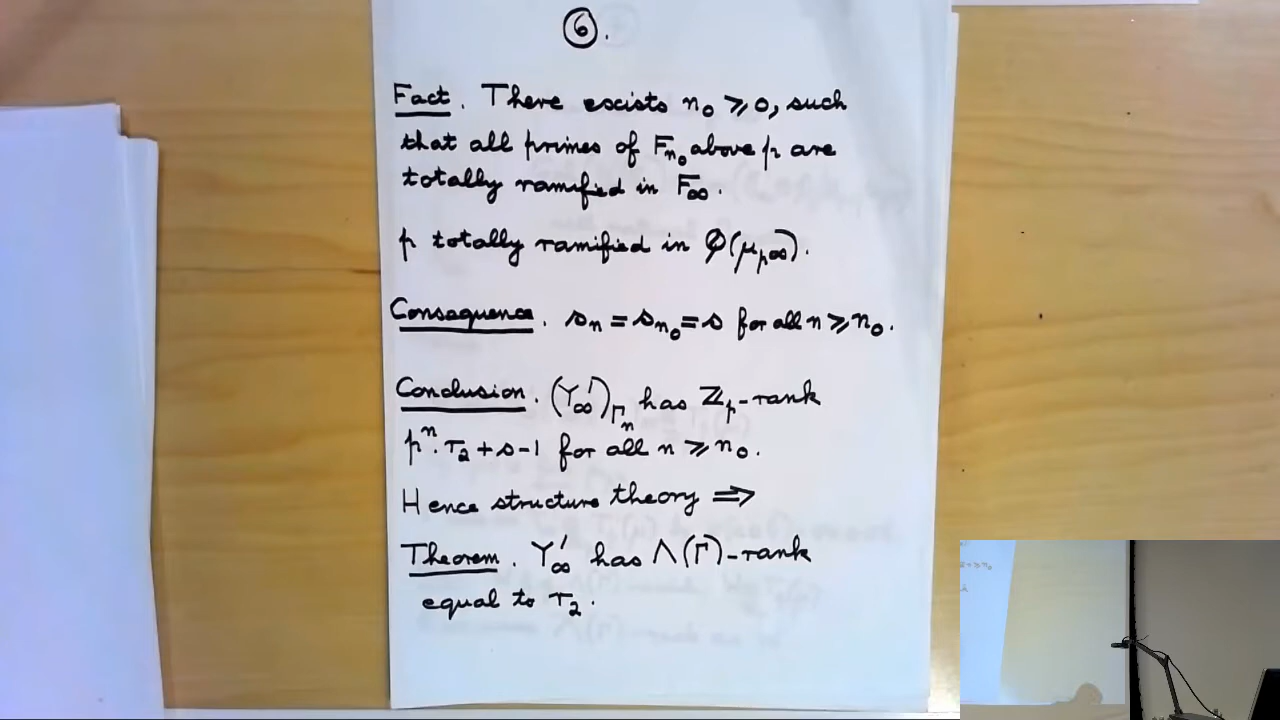 ⑥.
Fact. There exists n₀ ⩾ 0, such
that all primes of F_{n₀} above p are
totally ramified in F_∞.
p totally ramified in ℚ(μ_{p^∞}).
Consequence. s_n = s_{n₀} = s for all n ⩾ n₀.
Conclusion. (Y'_∞)_{Γ_n} has ℤ_p-rank
pⁿ. r₂ + s-1 for all n ⩾ n₀.
Hence structure theory ⇒
Theorem. Y'_∞ has Λ(Γ)-rank
equal to r₂.